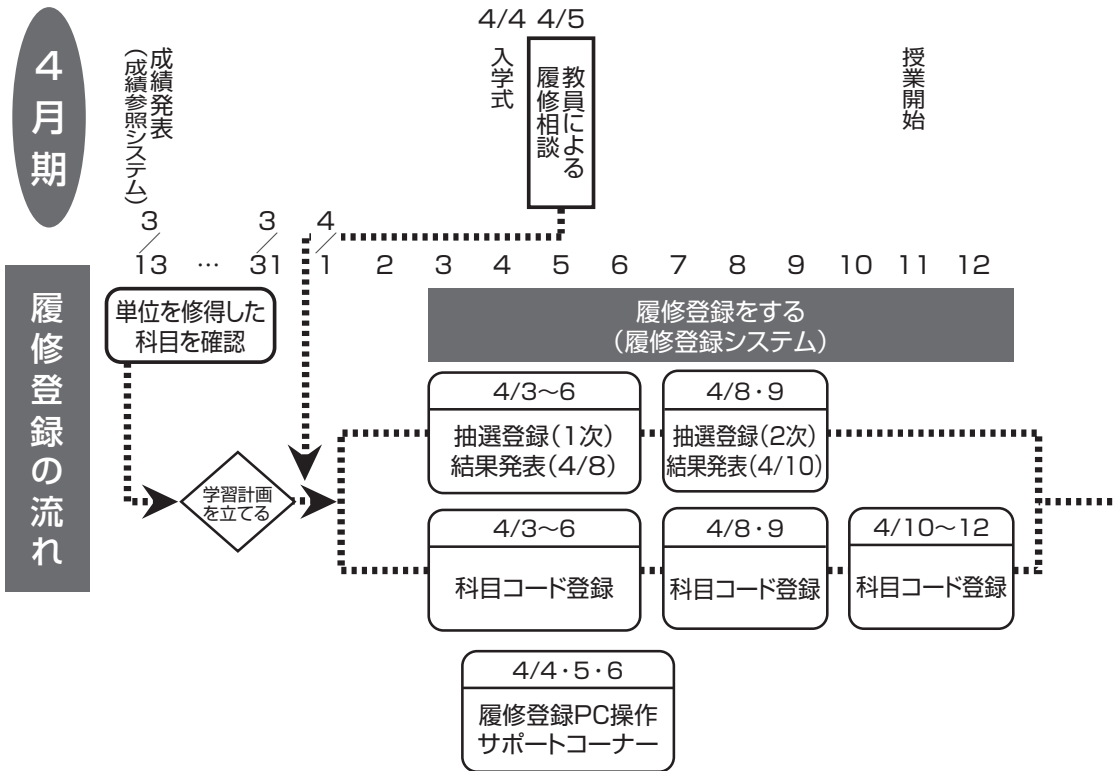 4月期
成績発表
(成績参照システム)
4/4 4/5
入学式
教員による
履修相談
授業開始
3/13 … 3/31 4/1 2 3 4 5 6 7 8 9 10 11 12
履修登録の流れ
単位を修得した
科目を確認
履修登録をする
(履修登録システム)
4/3〜6
抽選登録(1次)
結果発表(4/8)
4/8・9
抽選登録(2次)
結果発表(4/10)
学習計画
を立てる
4/3〜6
科目コード登録
4/8・9
科目コード登録
4/10〜12
科目コード登録
4/4・5・6
履修登録PC操作
サポートコーナー